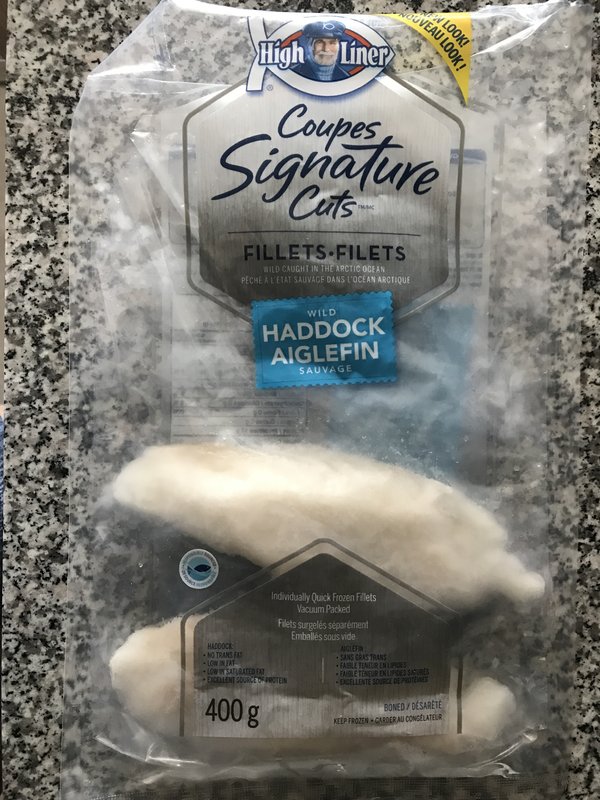 NEW LOOK!
NOUVEAU LOOK!
High Liner
®
Coupes
Signature
Cuts
FILLETS•FILETS
WILD CAUGHT IN THE ARCTIC OCEAN
PÊCHÉ À L'ÉTAT SAUVAGE DANS L'OCÉAN ARCTIQUE
WILD
HADDOCK
AIGLEFIN
SAUVAGE
Individually Quick Frozen Fillets
Vacuum Packed
Filets surgelés séparément
Emballés sous vide
HADDOCK:
• NO TRANS FAT
• LOW IN FAT
• LOW IN SATURATED FAT
• EXCELLENT SOURCE OF PROTEIN
AIGLEFIN :
• SANS GRAS TRANS
• FAIBLE TENEUR EN LIPIDES
• FAIBLE TENEUR EN LIPIDES SATURÉS
• EXCELLENTE SOURCE DE PROTÉINES
400 g
BONED / DÉSARÊTÉ
KEEP FROZEN • GARDER AU CONGÉLATEUR